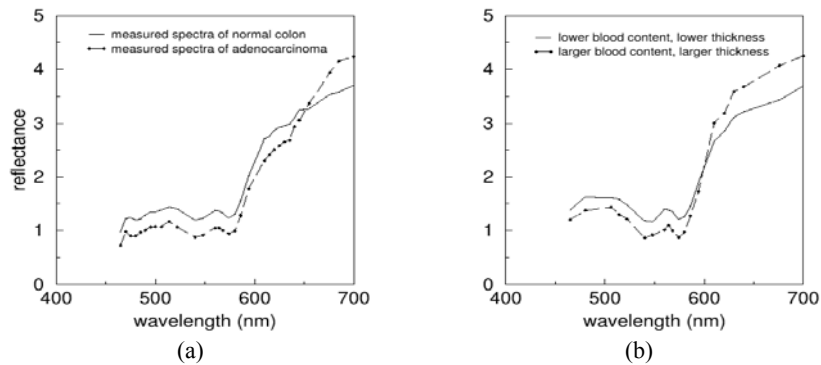 measured spectra of normal colon
measured spectra of adenocarcinoma
reflectance
5
4
3
2
1
0
400 500 600 700
wavelength (nm)
(a)
lower blood content, lower thickness
larger blood content, larger thickness
5
4
3
2
1
0
400 500 600 700
wavelength (nm)
(b)